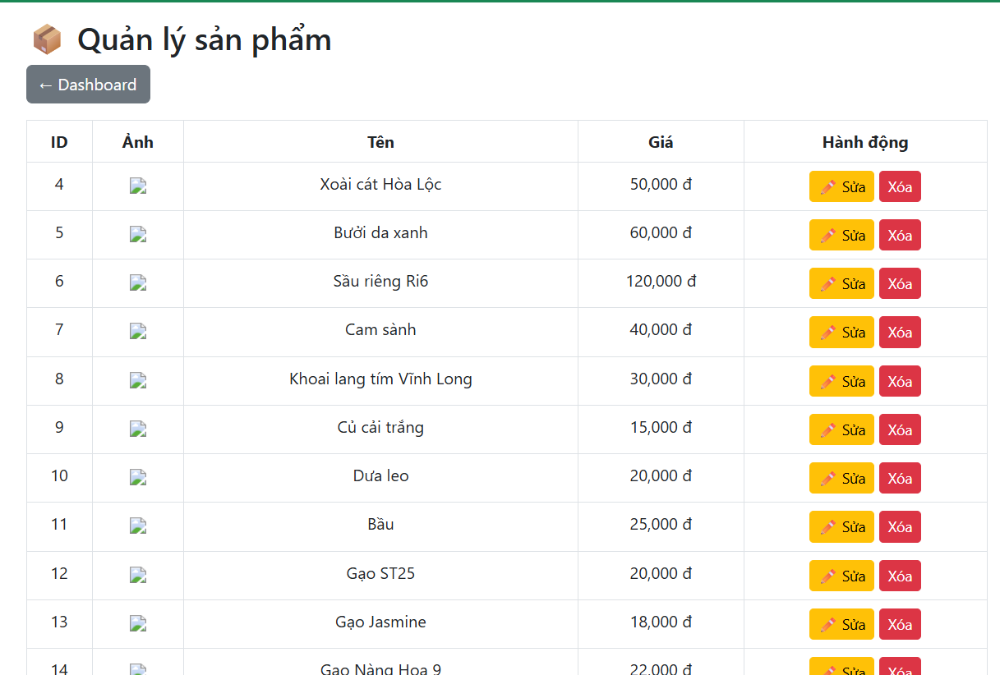 Quản lý sản phẩm
← Dashboard
ID Ảnh Tên Giá Hành động
4 Xoài cát Hòa Lộc 50,000 đ Sửa Xóa
5 Bưởi da xanh 60,000 đ Sửa Xóa
6 Sầu riêng Ri6 120,000 đ Sửa Xóa
7 Cam sành 40,000 đ Sửa Xóa
8 Khoai lang tím Vĩnh Long 30,000 đ Sửa Xóa
9 Củ cải trắng 15,000 đ Sửa Xóa
10 Dưa leo 20,000 đ Sửa Xóa
11 Bầu 25,000 đ Sửa Xóa
12 Gạo ST25 20,000 đ Sửa Xóa
13 Gạo Jasmine 18,000 đ Sửa Xóa
14 Gạo Nàng Hoa 9 22,000 đ Sửa Xóa